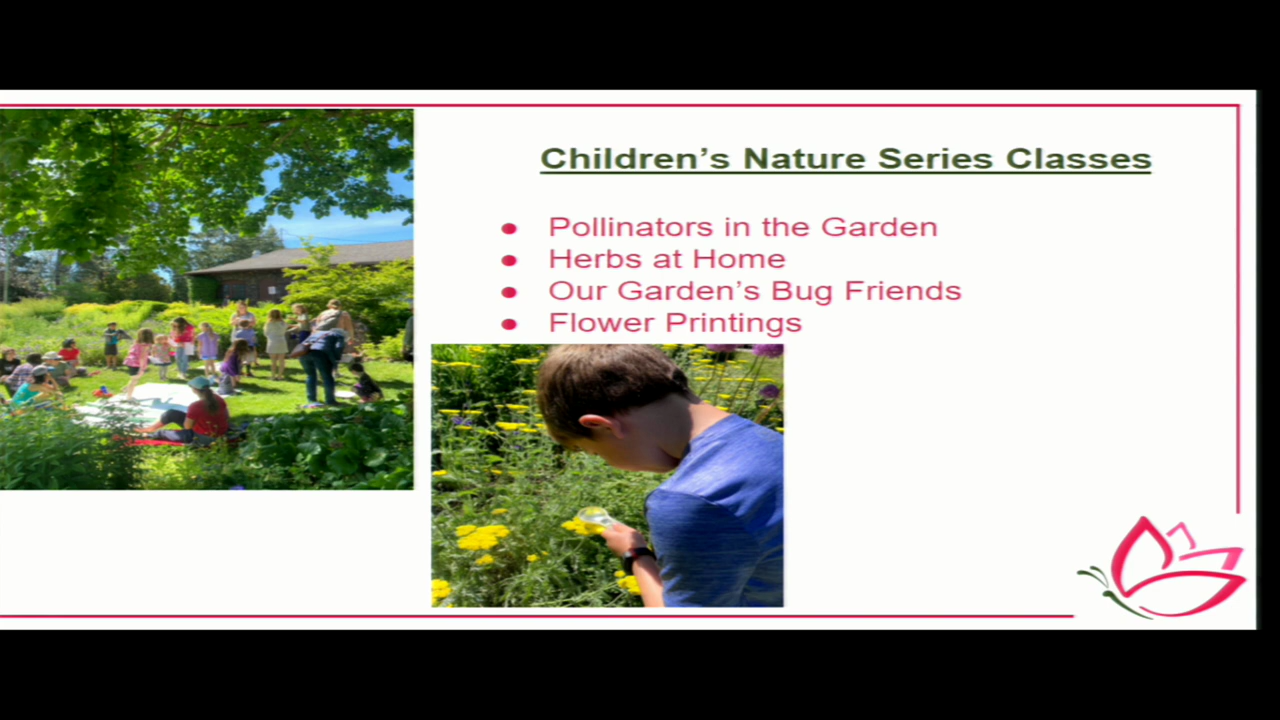 Children’s Nature Series Classes
● Pollinators in the Garden
● Herbs at Home
● Our Garden’s Bug Friends
● Flower Printings